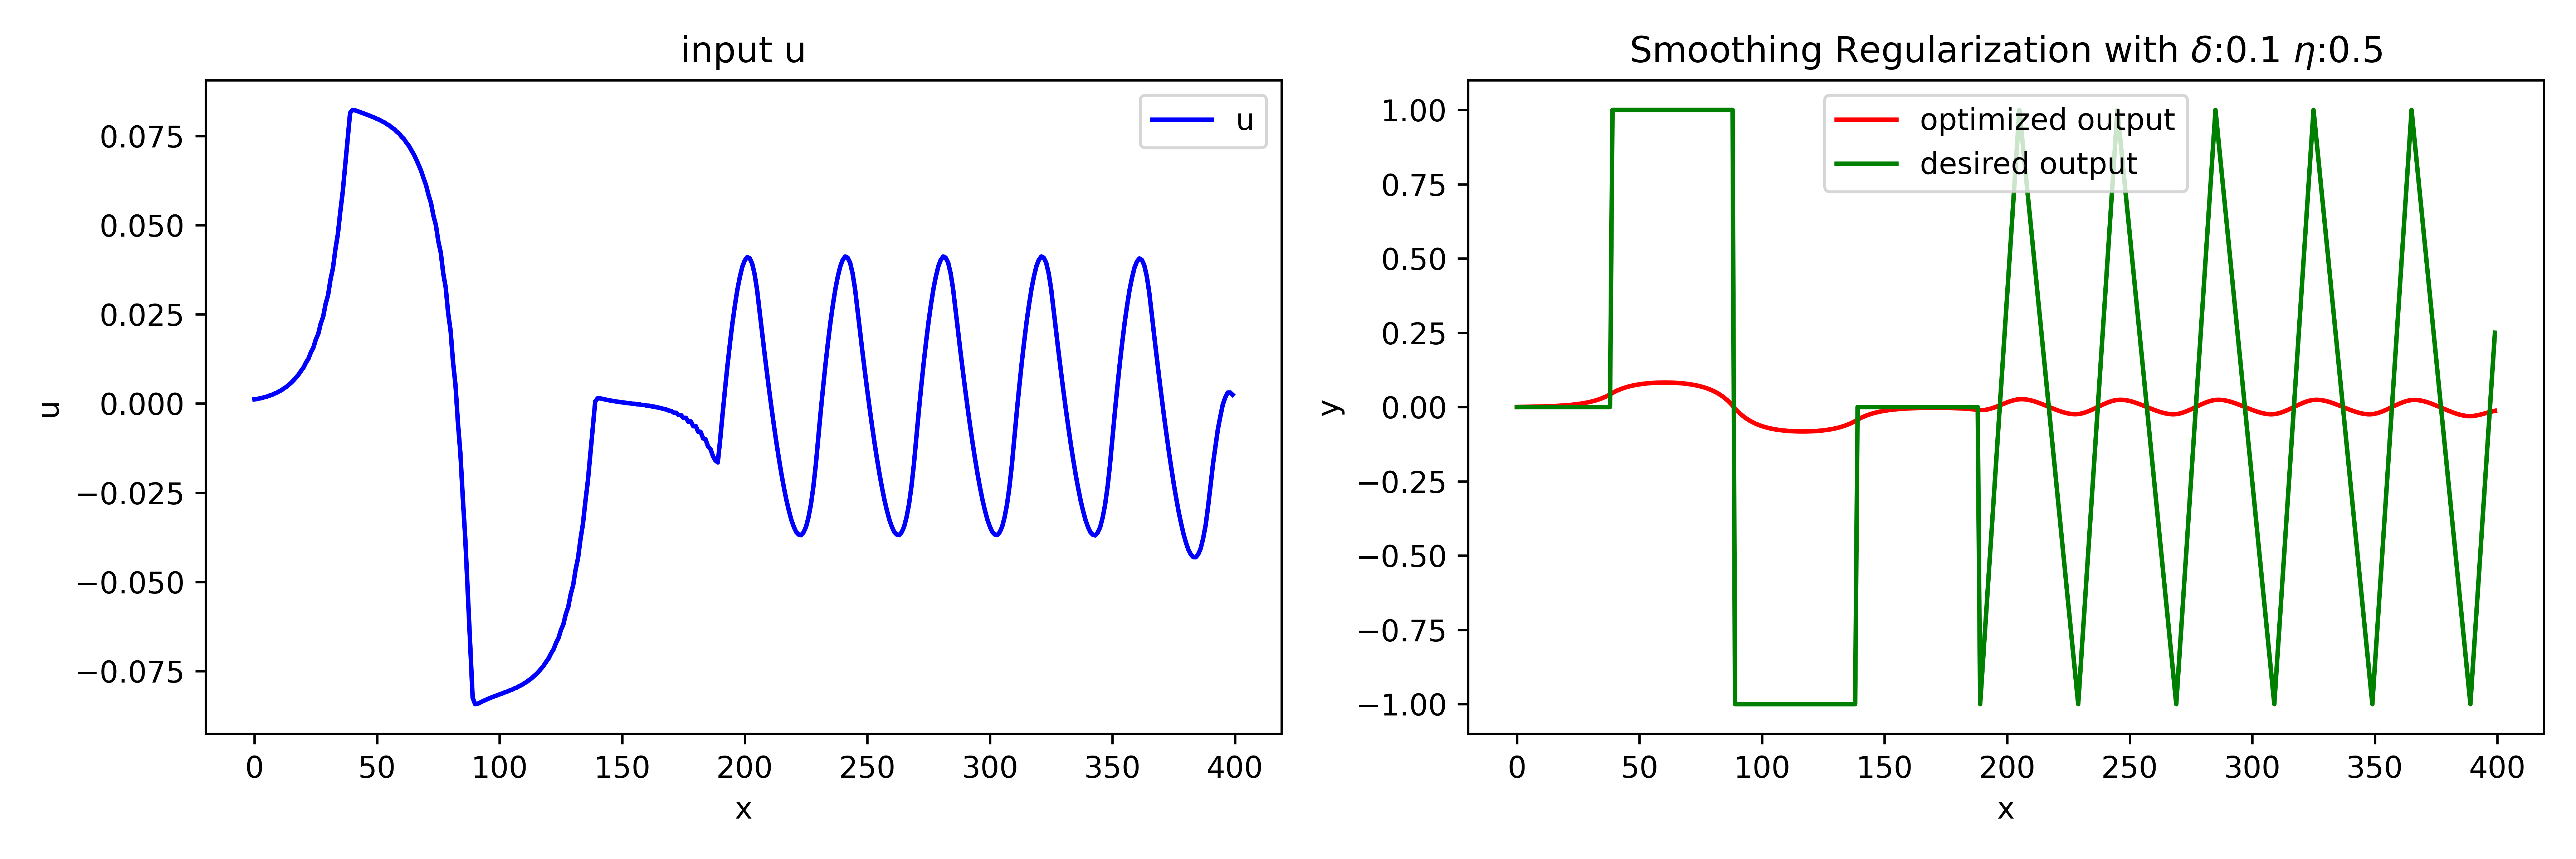 input u
0.075
0.050
0.025
0.000
−0.025
−0.050
−0.075
u
u
0 50 100 150 200 250 300 350 400
x
Smoothing Regularization with δ:0.1 η:0.5
optimized output
desired output
1.00
0.75
0.50
0.25
0.00
−0.25
−0.50
−0.75
−1.00
y
0 50 100 150 200 250 300 350 400
x